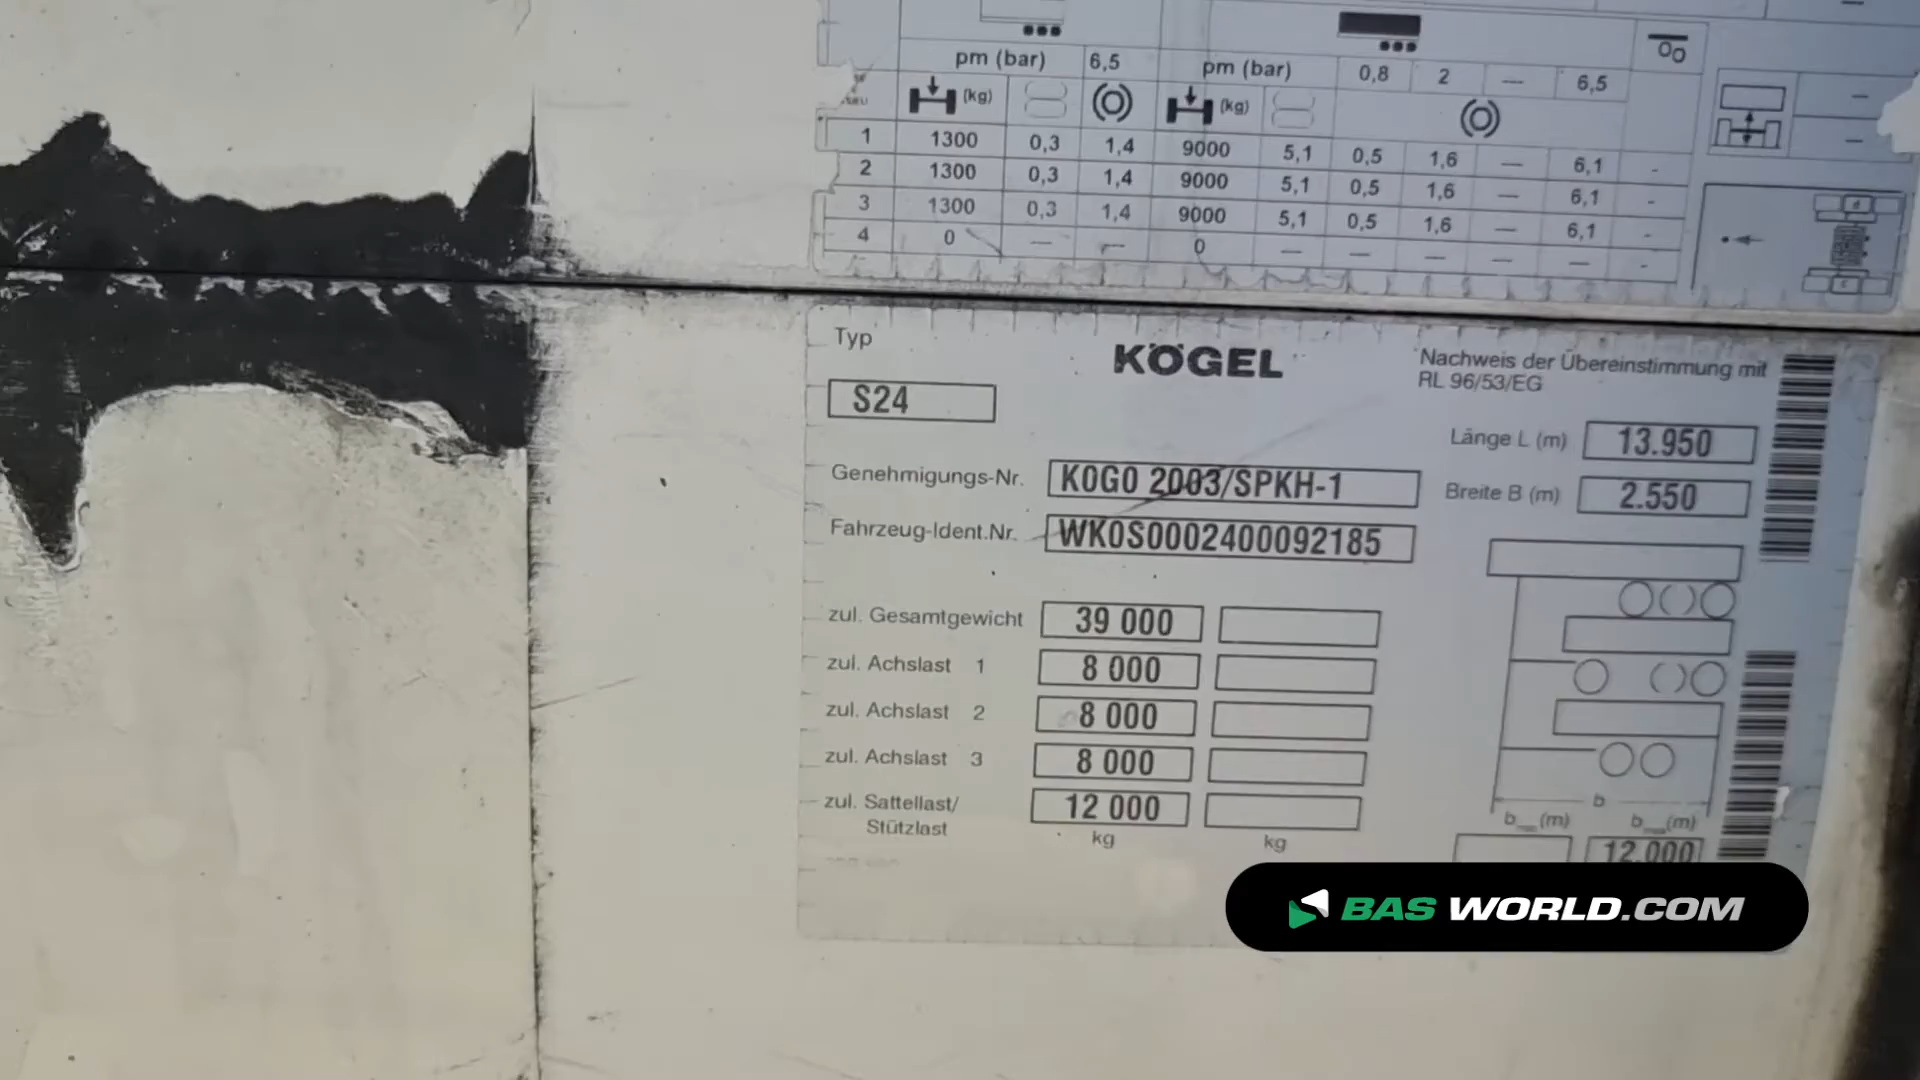 pm (bar) 6,5 pm (bar) 0,8 2 — 6,5
(kg) (kg)
1 1300 0,3 1,4 9000 5,1 0,5 1,6 — 6,1 -
2 1300 0,3 1,4 9000 5,1 0,5 1,6 — 6,1 -
3 1300 0,3 1,4 9000 5,1 0,5 1,6 — 6,1 -
4 0 — — 0 — — — — — -
Typ
KÖGEL
Nachweis der Übereinstimmung mit
RL 96/53/EG
S24
Länge L (m) 13.950
Genehmigungs-Nr. KOGO 2003/SPKH-1
Breite B (m) 2.550
Fahrzeug-Ident.Nr. WK0S0002400092185
zul. Gesamtgewicht 39 000
zul. Achslast 1 8 000
zul. Achslast 2 8 000
zul. Achslast 3 8 000
zul. Sattellast/ 12 000
Stützlast
kg kg
b
b (m) b (m)
12.000
BAS WORLD.COM